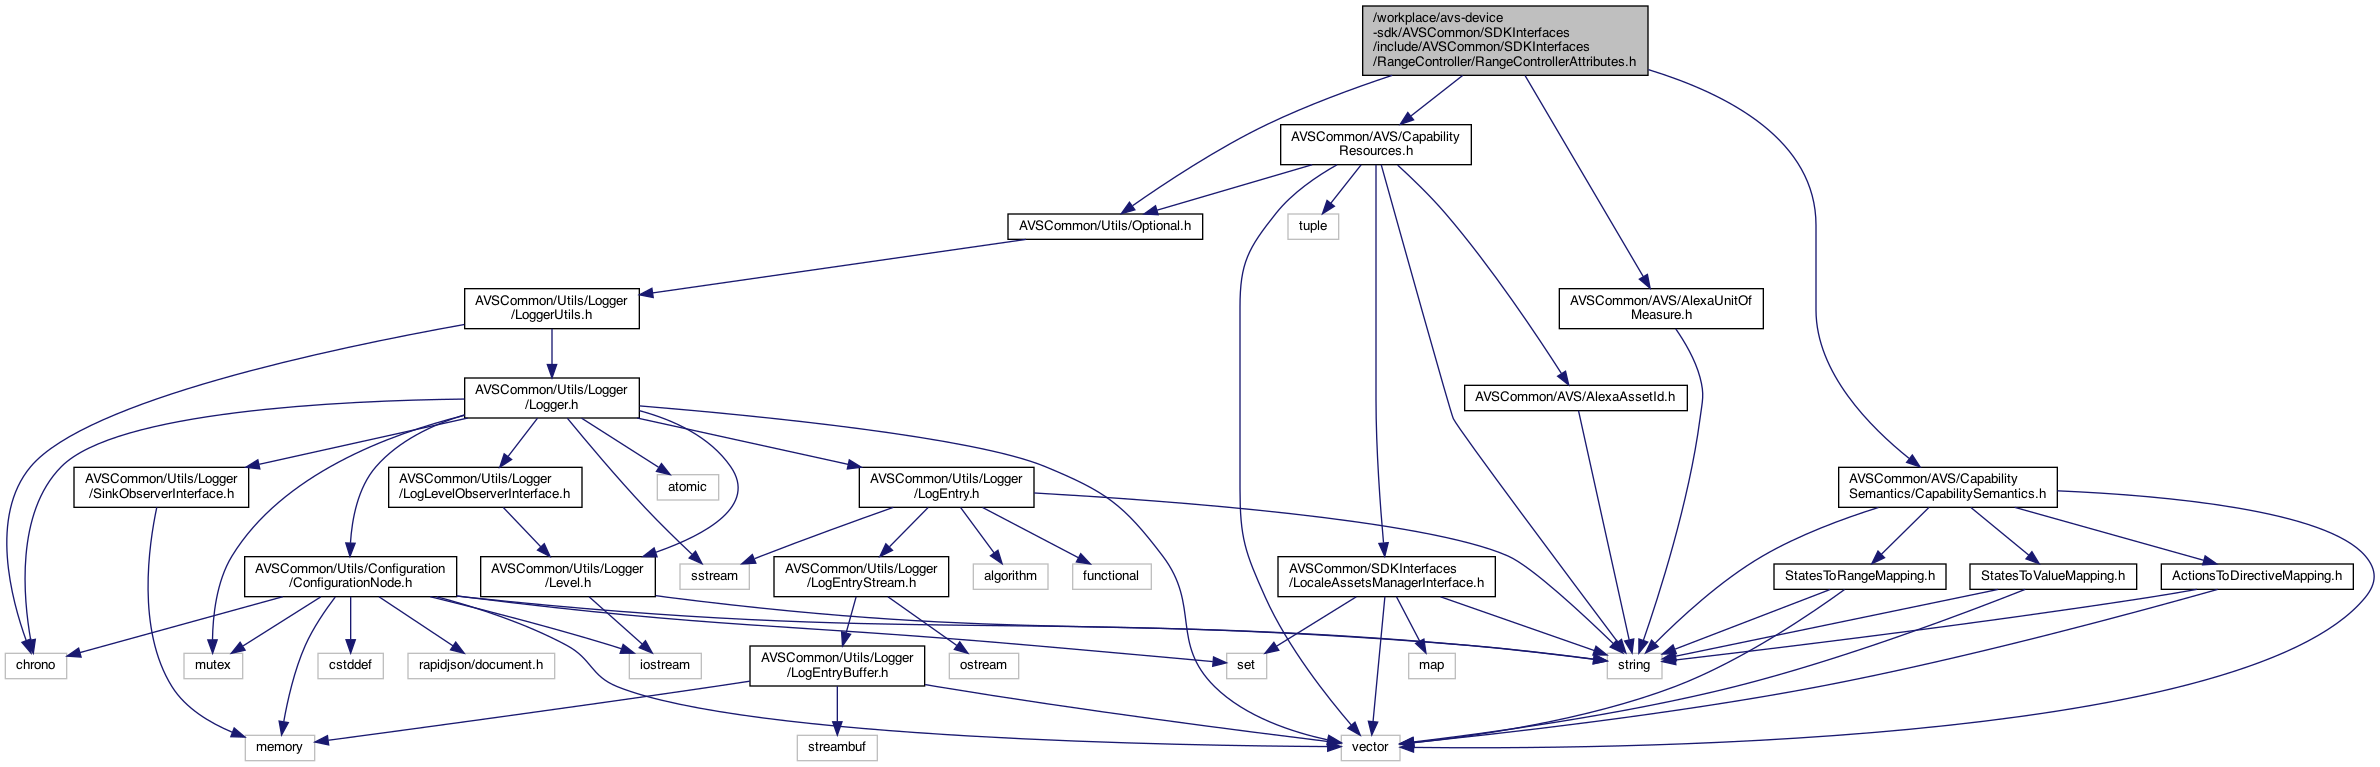 /workplace/avs-device
-sdk/AVSCommon/SDKInterfaces
/include/AVSCommon/SDKInterfaces
/RangeController/RangeControllerAttributes.h
AVSCommon/AVS/Capability
Resources.h
AVSCommon/Utils/Optional.h
tuple
AVSCommon/Utils/Logger
/LoggerUtils.h
AVSCommon/AVS/AlexaUnitOf
Measure.h
AVSCommon/Utils/Logger
/Logger.h
AVSCommon/AVS/AlexaAssetId.h
AVSCommon/Utils/Logger
/SinkObserverInterface.h
AVSCommon/Utils/Logger
/LogLevelObserverInterface.h
atomic
AVSCommon/Utils/Logger
/LogEntry.h
AVSCommon/AVS/Capability
Semantics/CapabilitySemantics.h
AVSCommon/Utils/Configuration
/ConfigurationNode.h
AVSCommon/Utils/Logger
/Level.h
sstream
AVSCommon/Utils/Logger
/LogEntryStream.h
algorithm
functional
AVSCommon/SDKInterfaces
/LocaleAssetsManagerInterface.h
StatesToRangeMapping.h
StatesToValueMapping.h
ActionsToDirectiveMapping.h
chrono
mutex
cstddef
rapidjson/document.h
iostream
AVSCommon/Utils/Logger
/LogEntryBuffer.h
ostream
set
map
string
memory
streambuf
vector